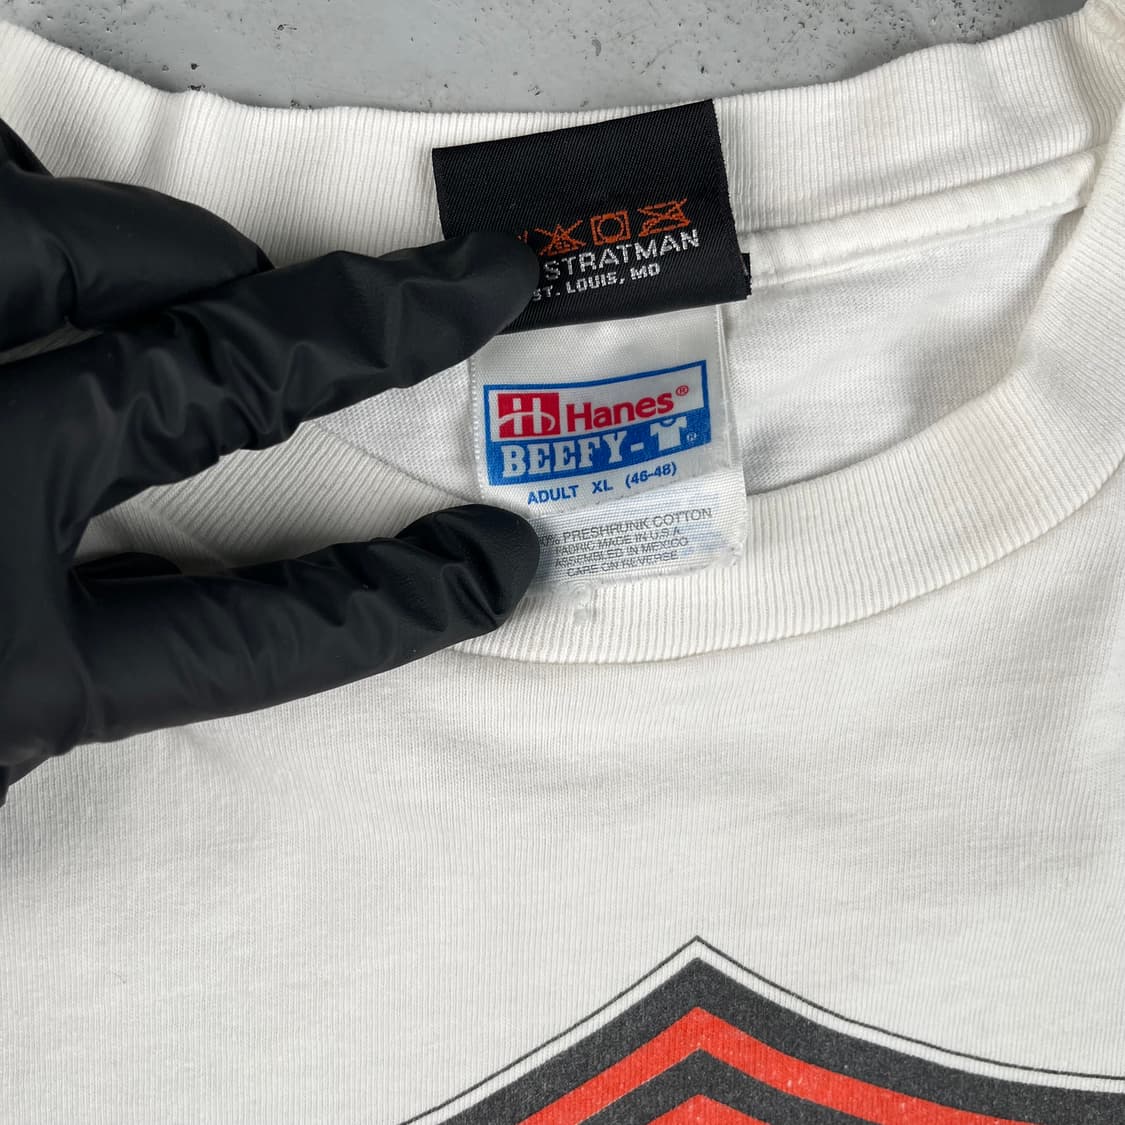 STRATMAN
ST. LOUIS, MO
Hanes®
BEEFY-T
ADULT XL (46-48)
PRESHRUNK COTTON
FABRIC MADE IN U.S.A.
ASSEMBLED IN MEXICO
CARE ON REVERSE